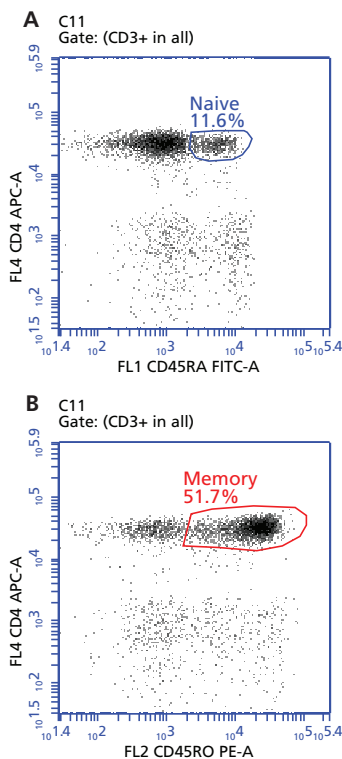 A C11
Gate: (CD3+ in all)
10^5.9
10^5
Naive
11.6%
10^4
FL4 CD4 APC-A
10^3
10^2
10^1.5
10^1.4 10^2 10^3 10^4 10^5 10^5.4
FL1 CD45RA FITC-A
B C11
Gate: (CD3+ in all)
10^5.9
Memory
51.7%
10^5
10^4
FL4 CD4 APC-A
10^3
10^2
10^1.5
10^1.4 10^2 10^3 10^4 10^5 10^5.4
FL2 CD45RO PE-A